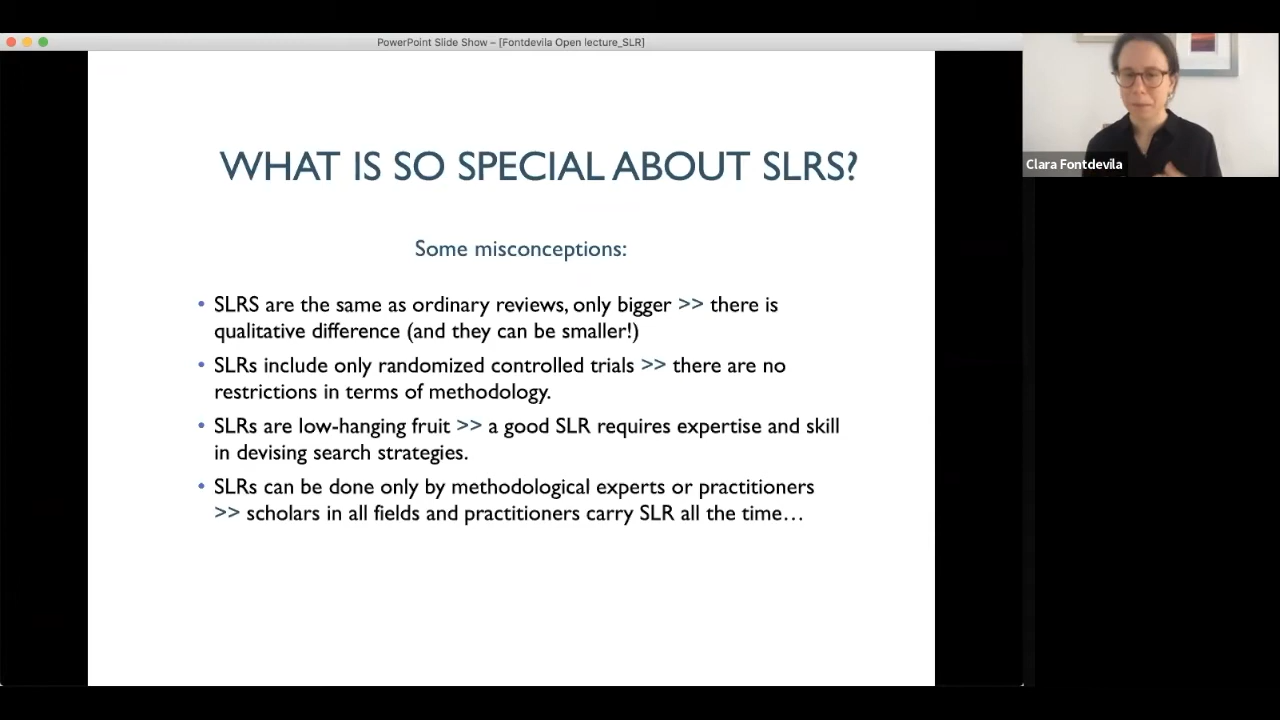 PowerPoint Slide Show – [Fontdevila Open lecture_SLR]
WHAT IS SO SPECIAL ABOUT SLRS?
Some misconceptions:
• SLRS are the same as ordinary reviews, only bigger >> there is
qualitative difference (and they can be smaller!)
• SLRs include only randomized controlled trials >> there are no
restrictions in terms of methodology.
• SLRs are low-hanging fruit >> a good SLR requires expertise and skill
in devising search strategies.
• SLRs can be done only by methodological experts or practitioners
>> scholars in all fields and practitioners carry SLR all the time…
Clara Fontdevila